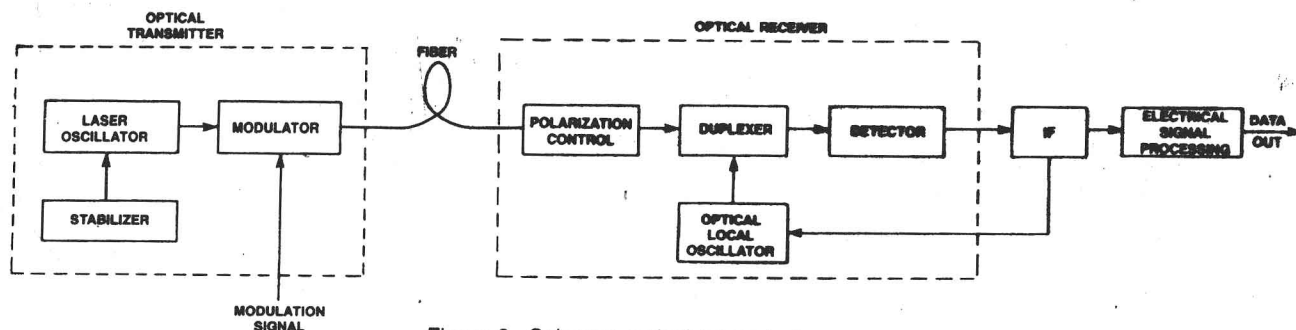 OPTICAL
TRANSMITTER
LASER
OSCILLATOR
MODULATOR
STABILIZER
MODULATION
SIGNAL
FIBER
OPTICAL RECEIVER
POLARIZATION
CONTROL
DUPLEXER
DETECTOR
OPTICAL
LOCAL
OSCILLATOR
IF
ELECTRICAL
SIGNAL
PROCESSING
DATA
OUT